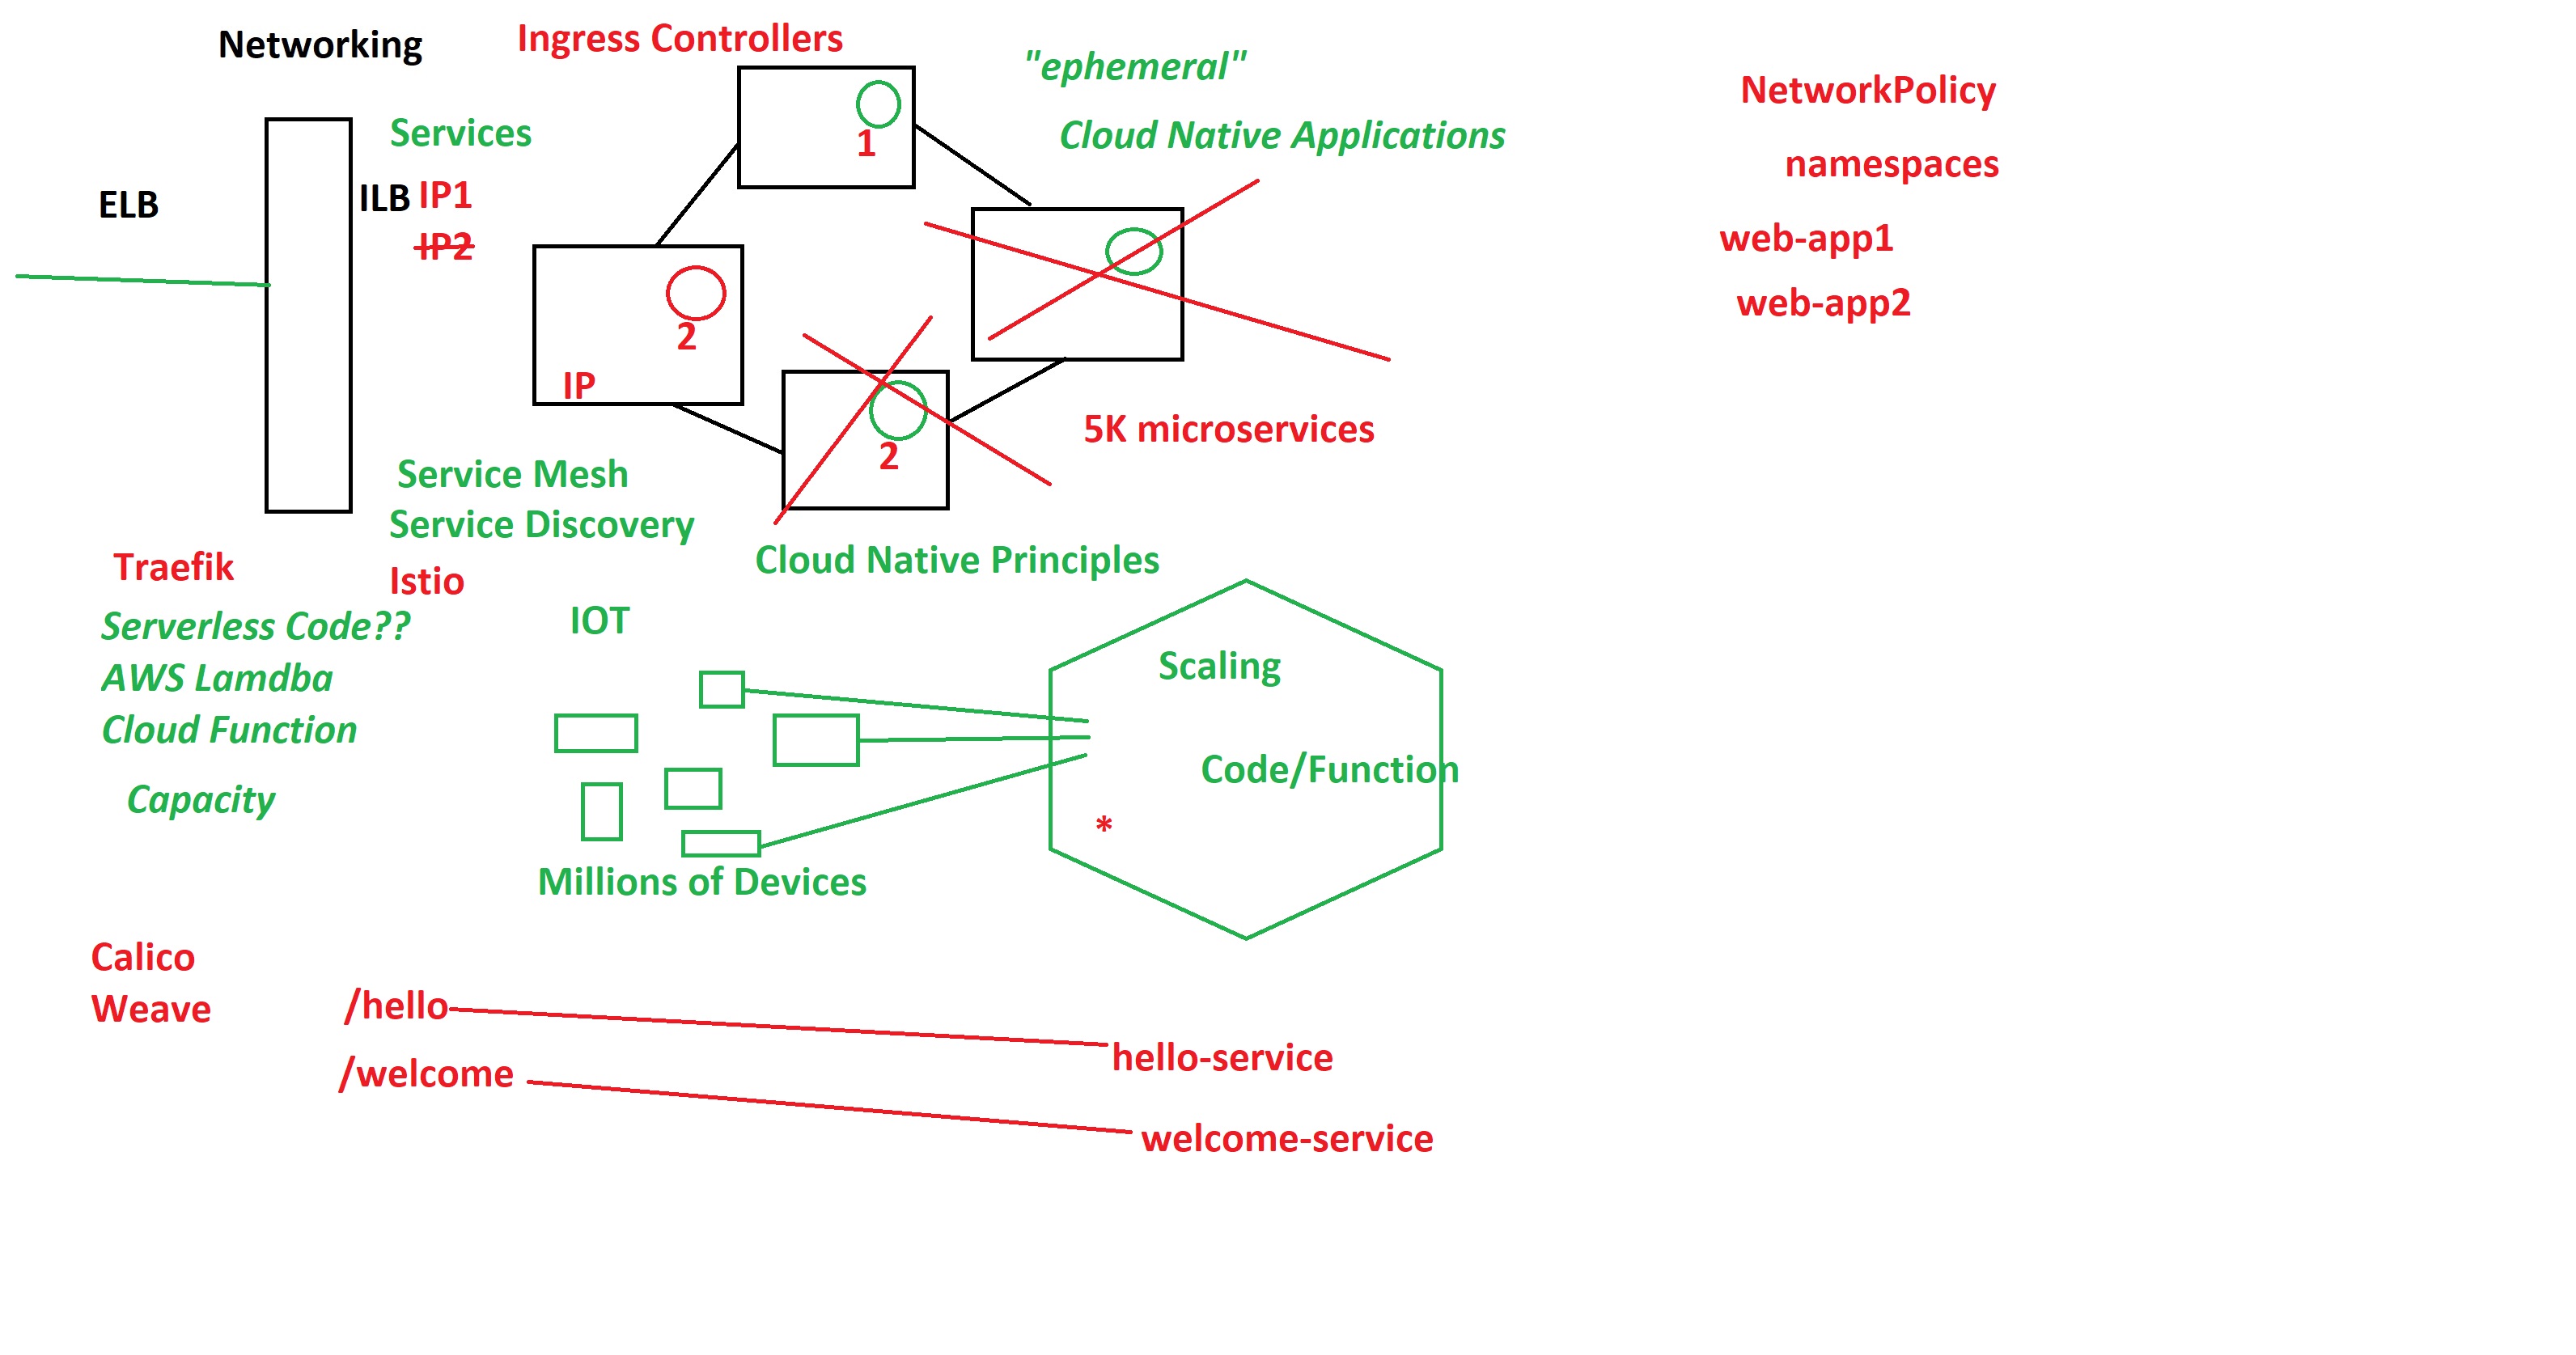 Networking
Ingress Controllers
"ephemeral"
Cloud Native Applications
Services
ELB
ILB
IP1
IP2
1
2
IP
2
5K microservices
NetworkPolicy
namespaces
web-app1
web-app2
Service Mesh
Service Discovery
Istio
Traefik
Serverless Code??
AWS Lamdba
Cloud Function
Capacity
Cloud Native Principles
IOT
Millions of Devices
Scaling
Code/Function
*
Calico
Weave
/hello
hello-service
/welcome
welcome-service